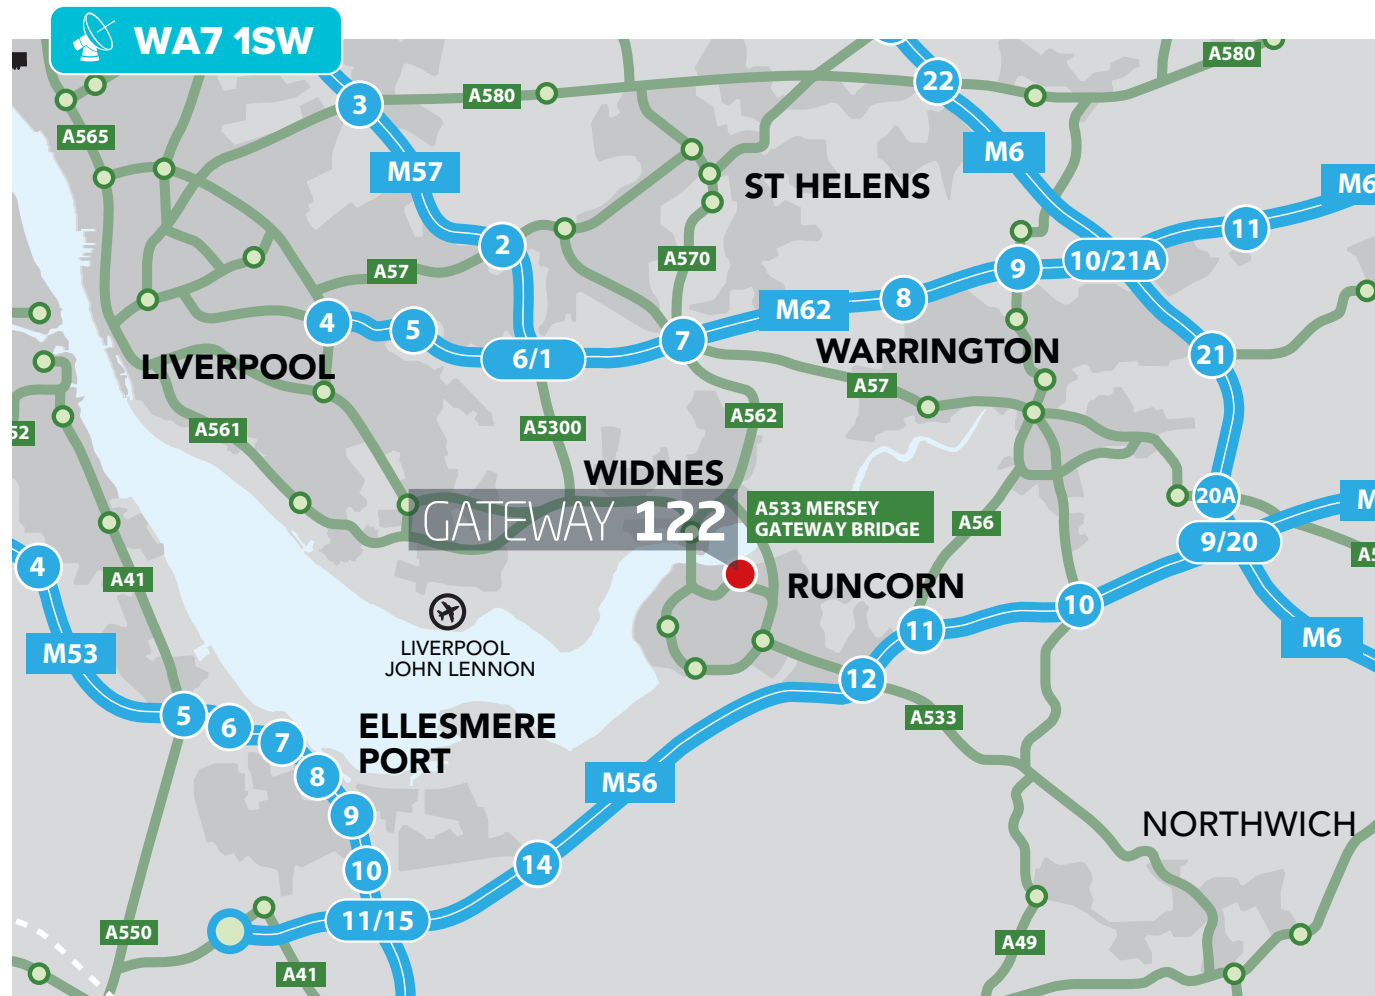 WA7 1SW
A580
22
A580
3
A565
M57
M6
M6
ST HELENS
11
2
A570
10/21A
A57
9
8
M62
4
5
7
6/1
WARRINGTON
21
LIVERPOOL
A57
A562
A561
A5300
52
WIDNES
20A
M
GATEWAY 122
A533 MERSEY
GATEWAY BRIDGE
A56
9/20
A5
4
A41
RUNCORN
10
LIVERPOOL
JOHN LENNON
11
M6
M53
12
5
6
A533
7
ELLESMERE
PORT
8
M56
9
NORTHWICH
14
10
11/15
A550
A49
A41